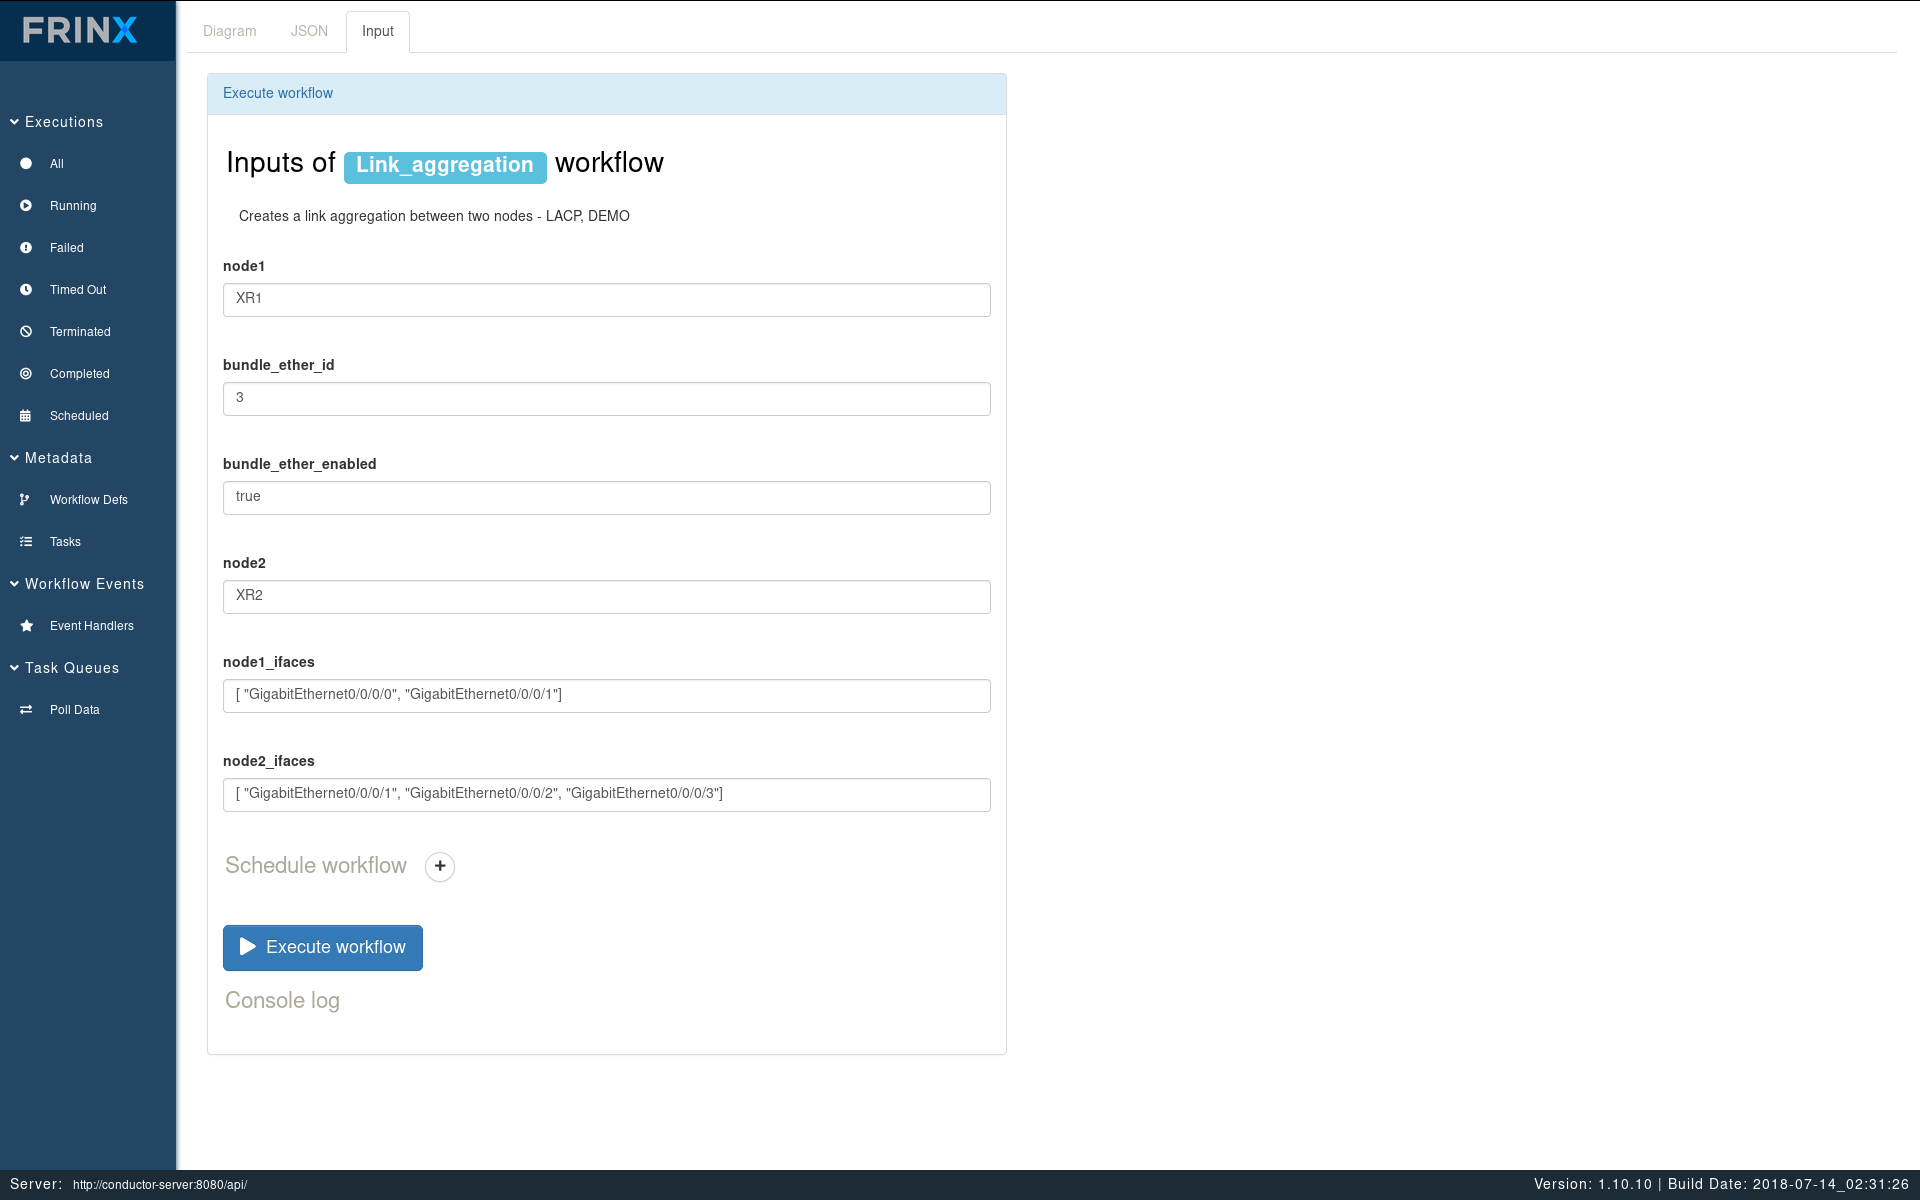 FRINX
Diagram JSON Input
Executions
All
Running
Failed
Timed Out
Terminated
Completed
Scheduled
Metadata
Workflow Defs
Tasks
Workflow Events
Event Handlers
Task Queues
Poll Data
Execute workflow
Inputs of Link_aggregation workflow
Creates a link aggregation between two nodes - LACP, DEMO
node1
XR1
bundle_ether_id
3
bundle_ether_enabled
true
node2
XR2
node1_ifaces
[ "GigabitEthernet0/0/0/0", "GigabitEthernet0/0/0/1"]
node2_ifaces
[ "GigabitEthernet0/0/0/1", "GigabitEthernet0/0/0/2", "GigabitEthernet0/0/0/3"]
Schedule workflow +
Execute workflow
Console log
Server: http://conductor-server:8080/api/
Version: 1.10.10 | Build Date: 2018-07-14_02:31:26